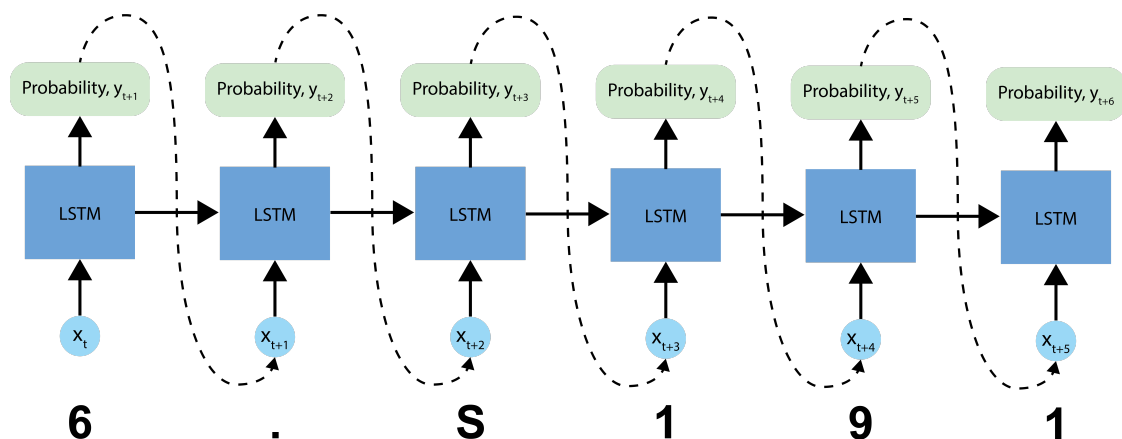 Probability, yt+1 Probability, yt+2 Probability, yt+3 Probability, yt+4 Probability, yt+5 Probability, yt+6
LSTM LSTM LSTM LSTM LSTM LSTM
xt xt+1 xt+2 xt+3 xt+4 xt+5
6 . S 1 9 1